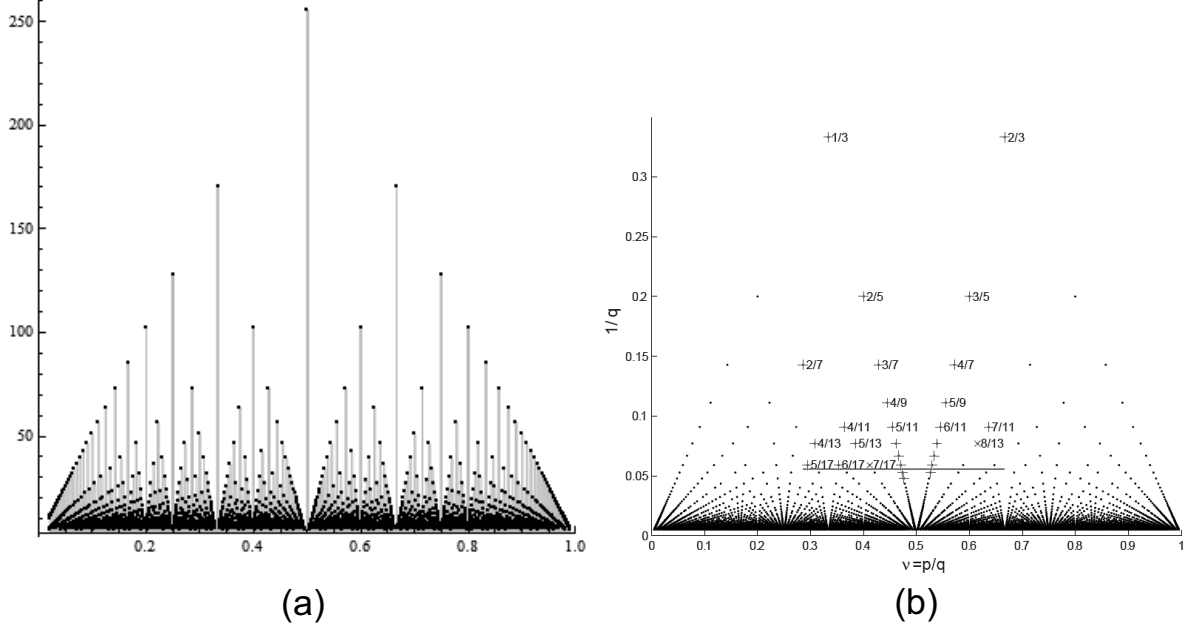 250
200
150
100
50
0.2 0.4 0.6 0.8 1.0
(a)
1/q
0.3
0.25
0.2
0.15
0.1
0.05
0
+1/3 +2/3
+2/5 +3/5
+2/7 +3/7 +4/7
+4/9 +5/9
+4/11 +5/11 +6/11 +7/11
+4/13 +5/13 ×8/13
+5/17 +6/17 ×7/17
0 0.1 0.2 0.3 0.4 0.5 0.6 0.7 0.8 0.9 1
ν=p/q
(b)